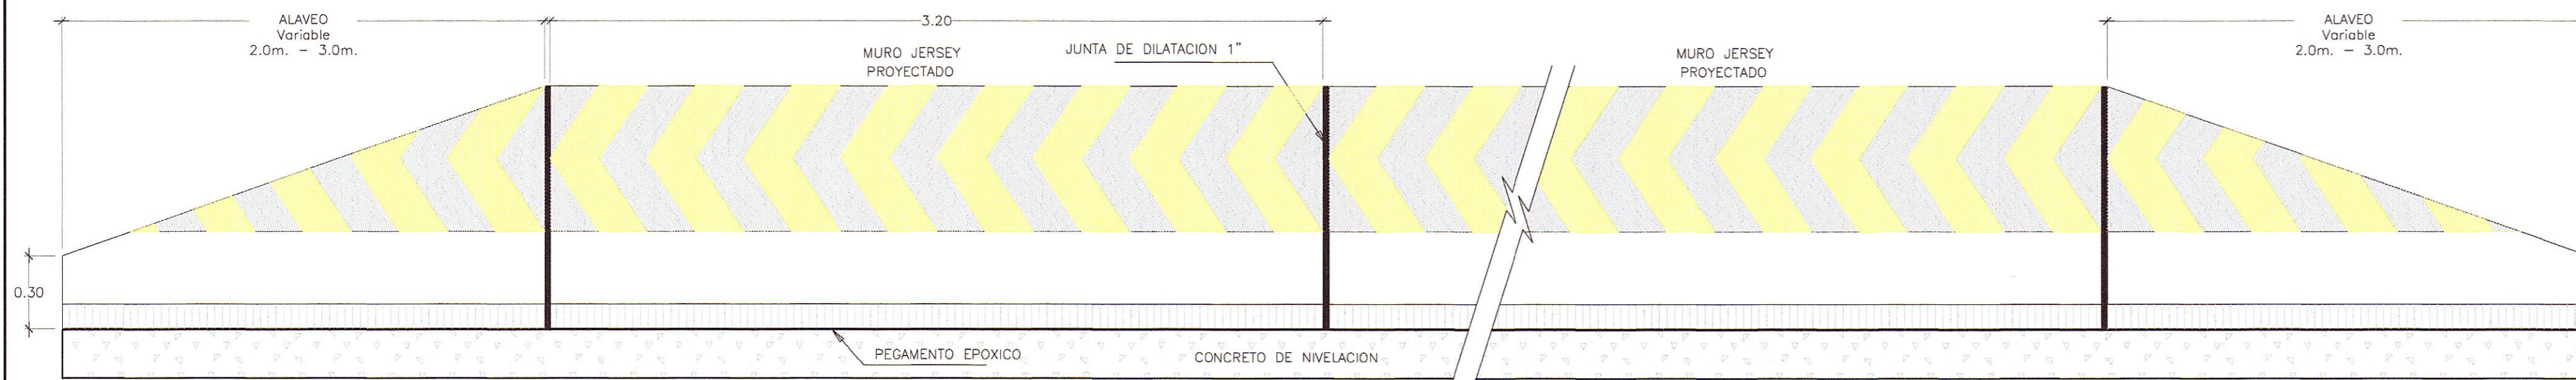 ALAVEO
Variable
2.0m. - 3.0m.
3.20
MURO JERSEY
PROYECTADO
JUNTA DE DILATACION 1"
MURO JERSEY
PROYECTADO
ALAVEO
Variable
2.0m. - 3.0m.
0.30
PEGAMENTO EPOXICO
CONCRETO DE NIVELACION